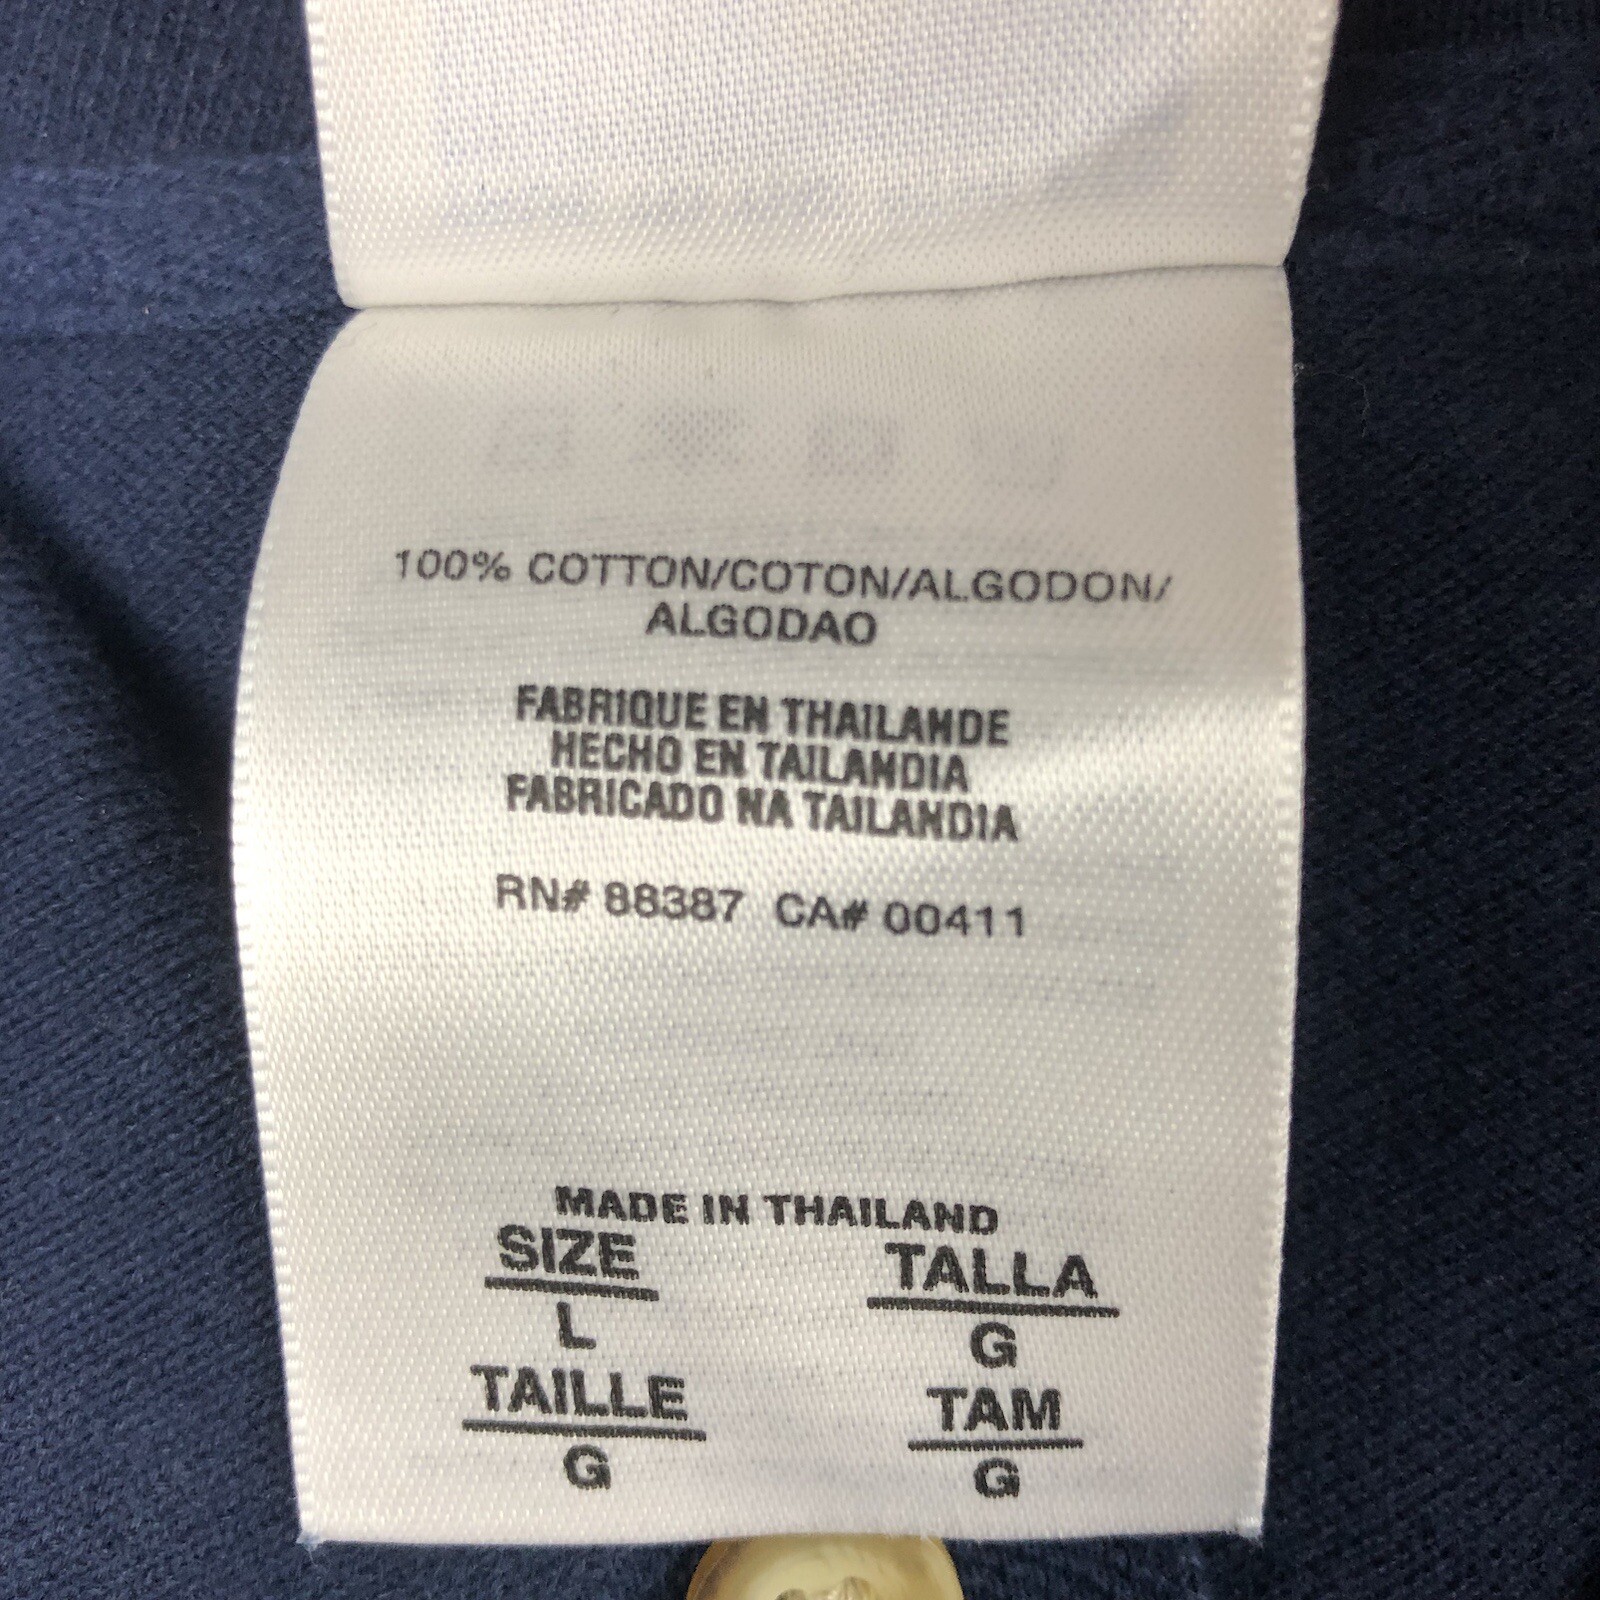 100% COTTON/COTON/ALGODON/
ALGODAO
FABRIQUE EN THAILANDE
HECHO EN TAILANDIA
FABRICADO NA TAILANDIA
RN# 88387 CA# 00411
MADE IN THAILAND
SIZE TALLA
L G
TAILLE TAM
G G